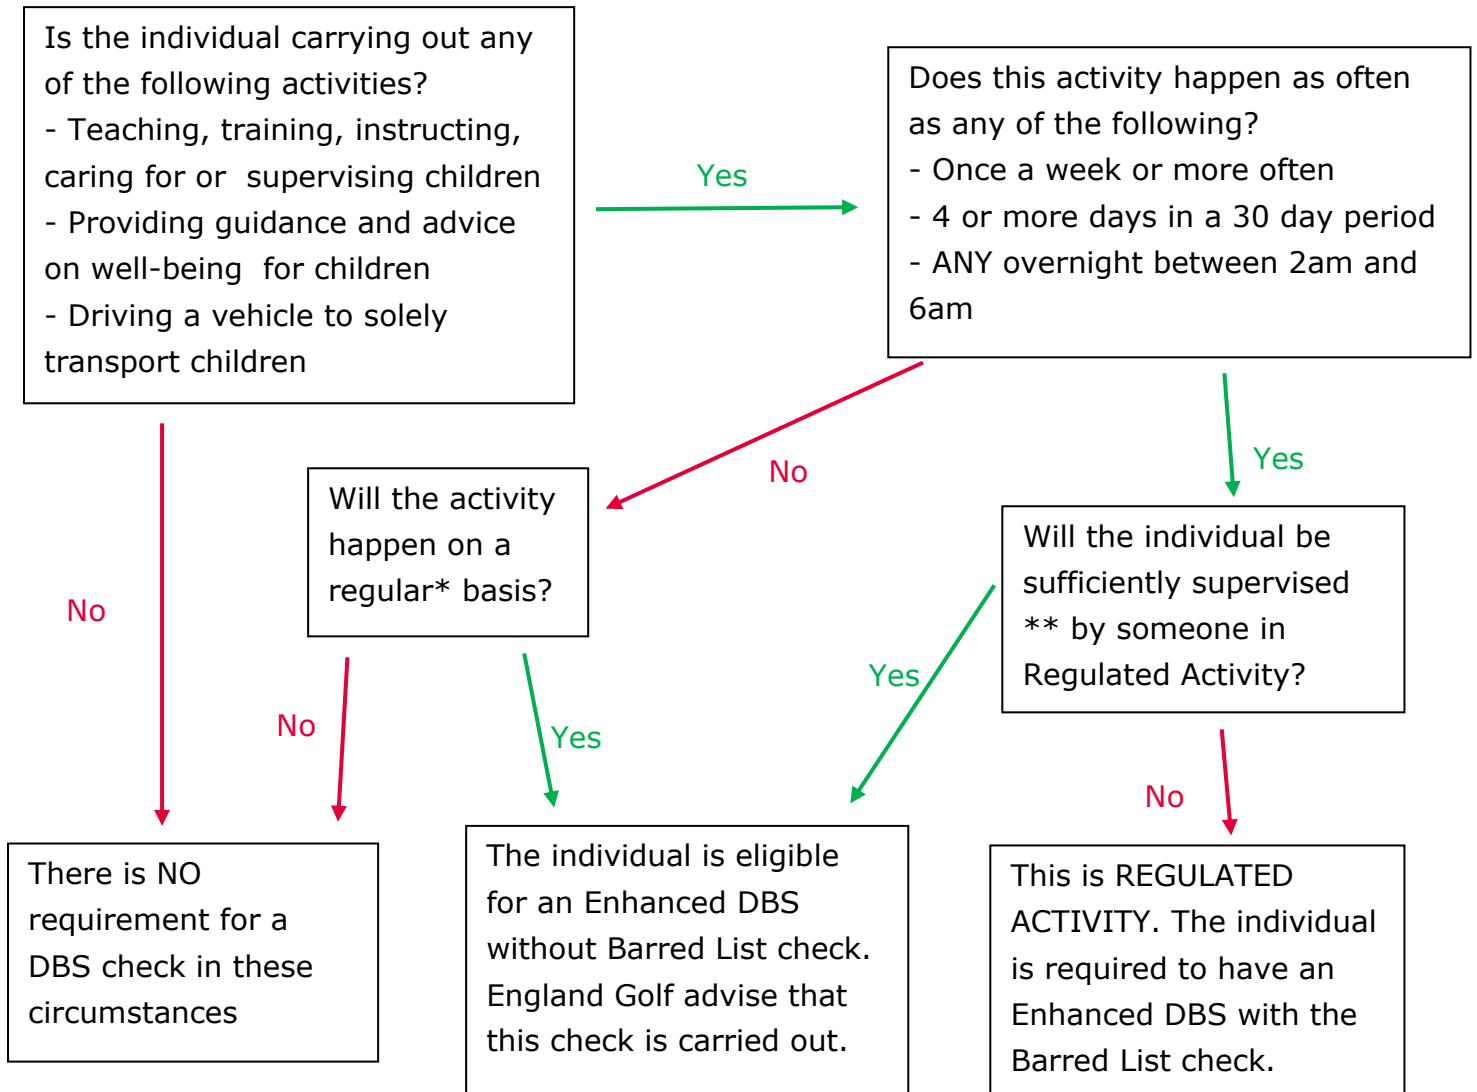 Is the individual carrying out any
of the following activities?
- Teaching, training, instructing,
caring for or  supervising children
- Providing guidance and advice
on well-being  for children
- Driving a vehicle to solely
transport children
Yes
Does this activity happen as often
as any of the following?
- Once a week or more often
- 4 or more days in a 30 day period
- ANY overnight between 2am and
6am
No
No
Yes
Will the activity
happen on a
regular* basis?
Will the individual be
sufficiently supervised
** by someone in
Regulated Activity?
No
Yes
Yes
No
There is NO
requirement for a
DBS check in these
circumstances
The individual is eligible
for an Enhanced DBS
without Barred List check.
England Golf advise that
this check is carried out.
This is REGULATED
ACTIVITY. The individual
is required to have an
Enhanced DBS with the
Barred List check.